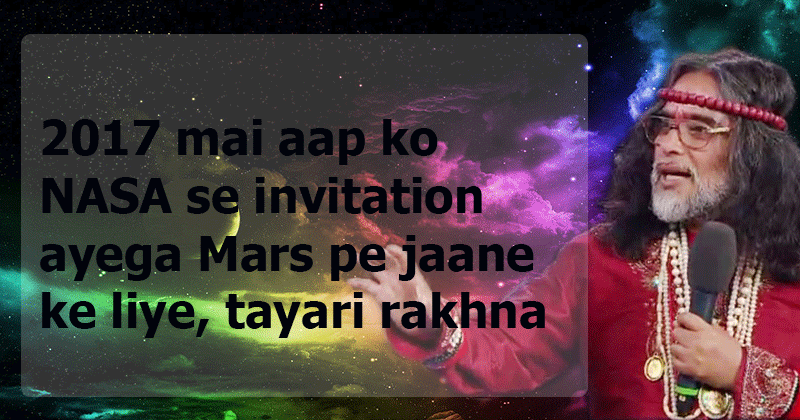 2017 mai aap ko
NASA se invitation
ayega Mars pe jaane
ke liye, tayari rakhna